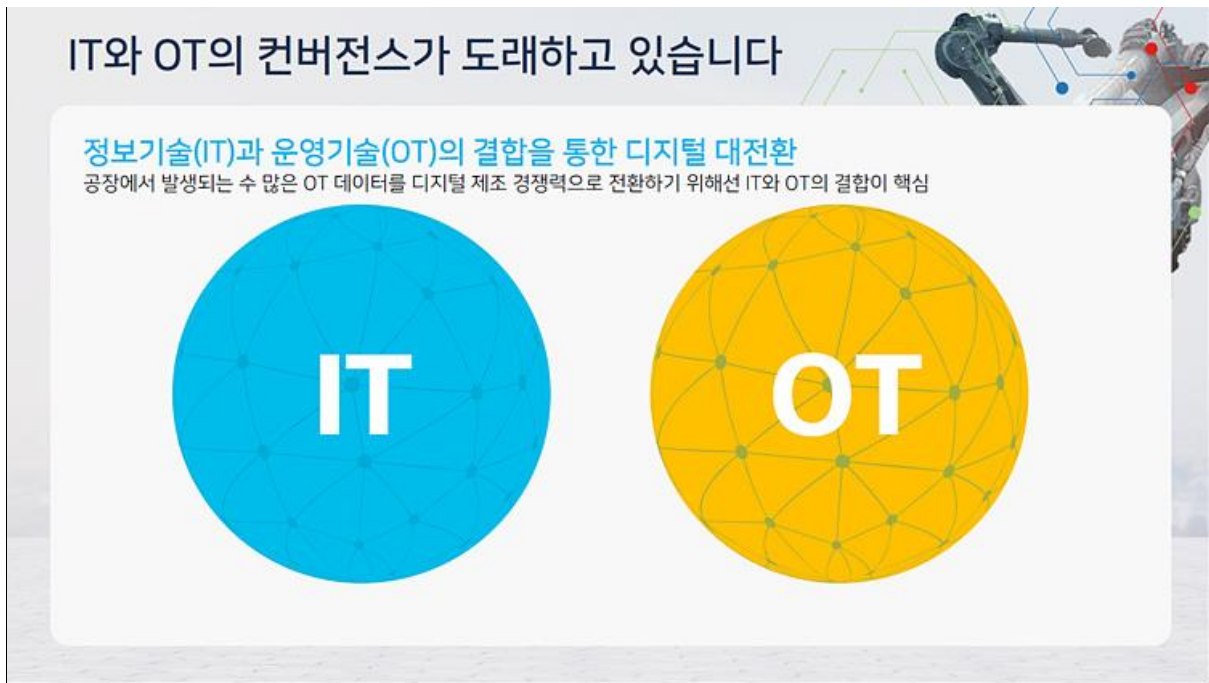 IT와 OT의 컨버전스가 도래하고 있습니다
정보기술(IT)과 운영기술(OT)의 결합을 통한 디지털 대전환
공장에서 발생되는 수 많은 OT 데이터를 디지털 제조 경쟁력으로 전환하기 위해선 IT와 OT의 결합이 핵심
IT
OT